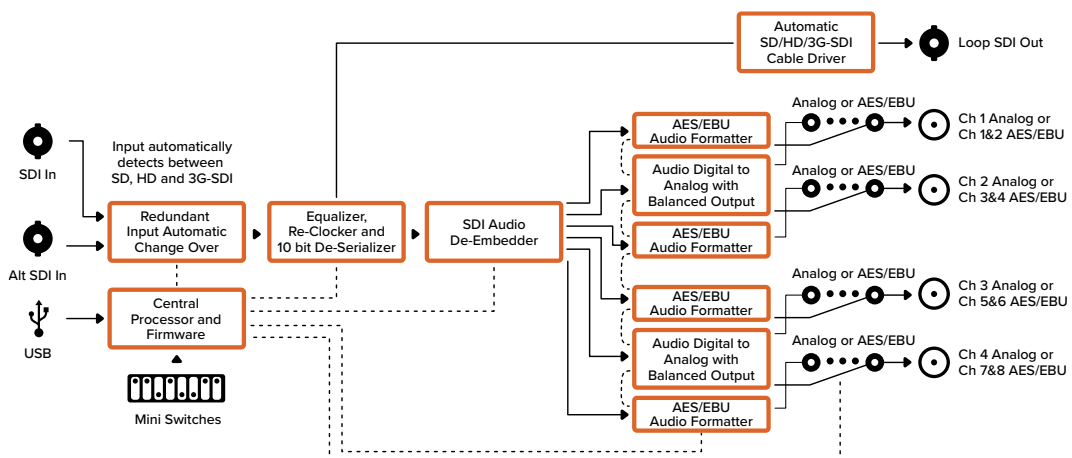 Automatic
SD/HD/3G-SDI
Cable Driver
Loop SDI Out
SDI In
Input automatically
detects between
SD, HD and 3G-SDI
Alt SDI In
Redundant
Input Automatic
Change Over
Equalizer,
Re-Clocker and
10 bit De-Serializer
SDI Audio
De-Embedder
USB
Central
Processor and
Firmware
Mini Switches
AES/EBU
Audio Formatter
Audio Digital to
Analog with
Balanced Output
AES/EBU
Audio Formatter
AES/EBU
Audio Formatter
Audio Digital to
Analog with
Balanced Output
AES/EBU
Audio Formatter
Analog or AES/EBU
Ch 1 Analog or
Ch 1&2 AES/EBU
Analog or AES/EBU
Ch 2 Analog or
Ch 3&4 AES/EBU
Analog or AES/EBU
Ch 3 Analog or
Ch 5&6 AES/EBU
Analog or AES/EBU
Ch 4 Analog or
Ch 7&8 AES/EBU